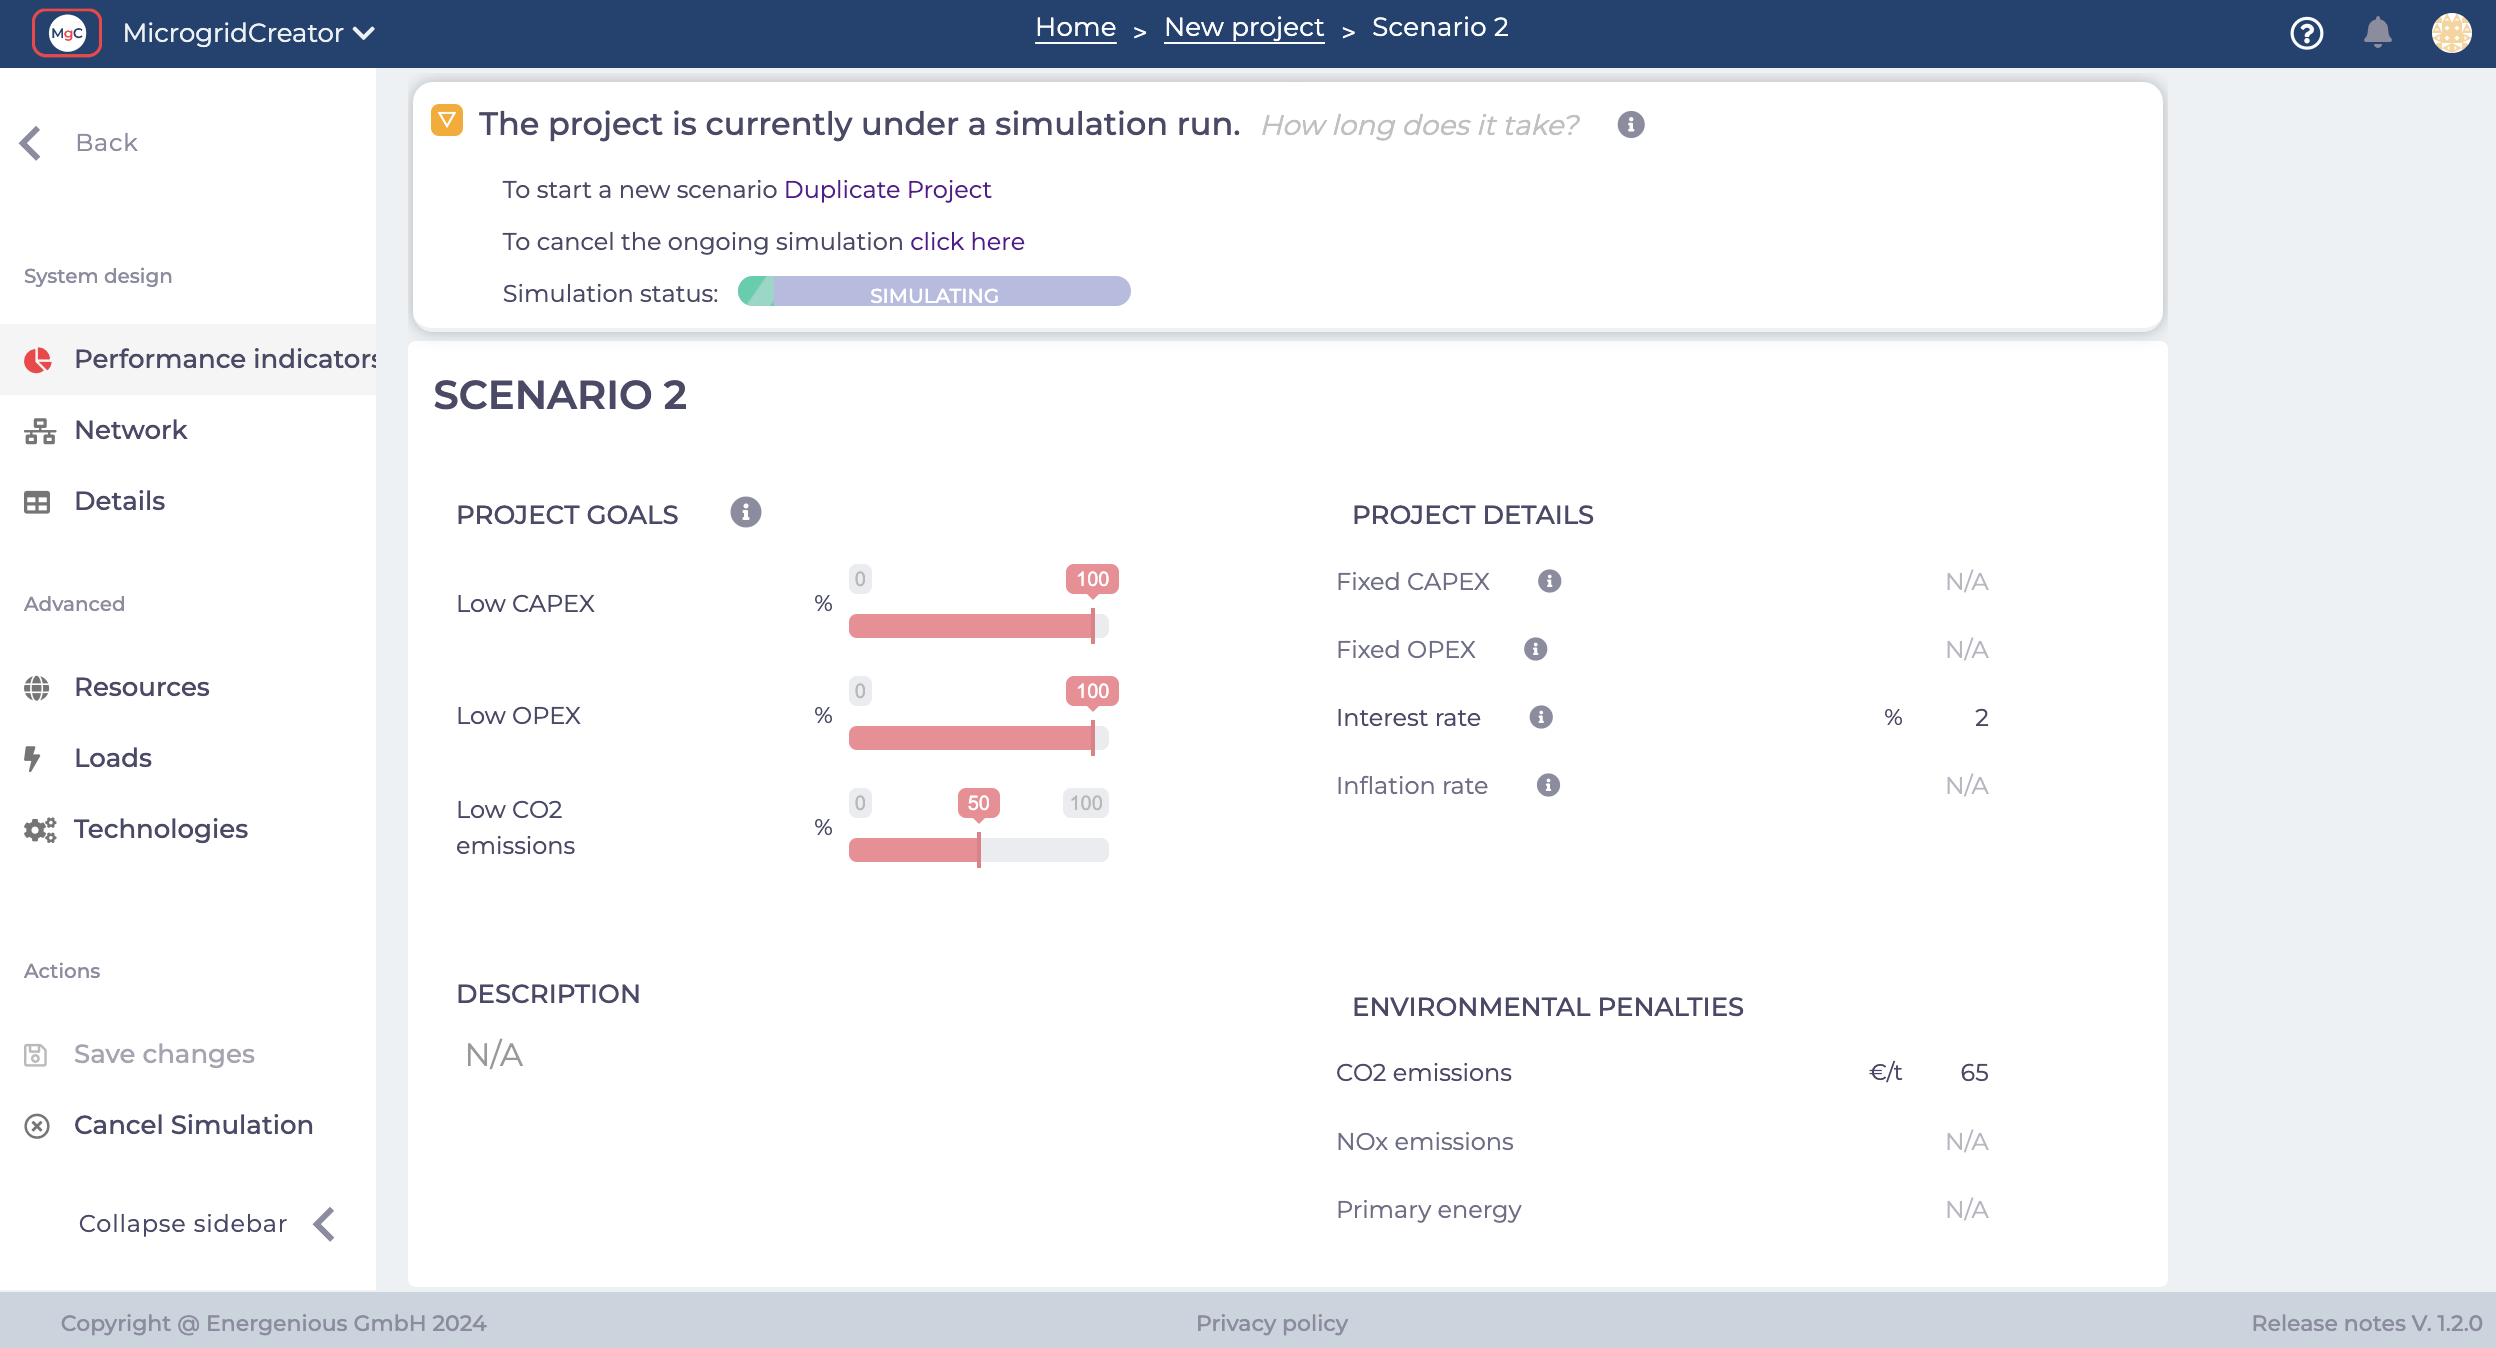 MgC MicrogridCreator
Home > New project > Scenario 2
Back
System design
Performance indicators
Network
Details
Advanced
Resources
Loads
Technologies
Actions
Save changes
Cancel Simulation
Collapse sidebar
The project is currently under a simulation run. How long does it take?
To start a new scenario Duplicate Project
To cancel the ongoing simulation click here
Simulation status: SIMULATING
SCENARIO 2
PROJECT GOALS
Low CAPEX % 0 100
Low OPEX % 0 100
Low CO2
emissions % 0 50 100
PROJECT DETAILS
Fixed CAPEX N/A
Fixed OPEX N/A
Interest rate % 2
Inflation rate N/A
DESCRIPTION
N/A
ENVIRONMENTAL PENALTIES
CO2 emissions €/t 65
NOx emissions N/A
Primary energy N/A
Copyright @ Energenious GmbH 2024
Privacy policy
Release notes V. 1.2.0